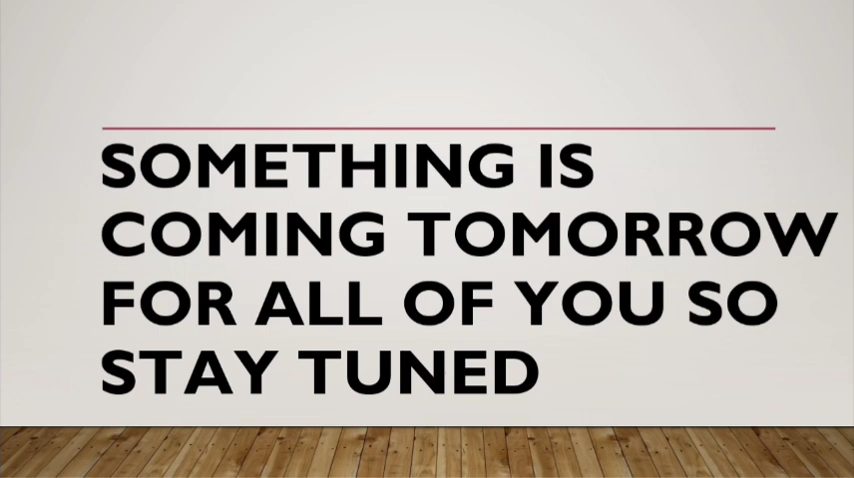 SOMETHING IS
COMING TOMORROW
FOR ALL OF YOU SO
STAY TUNED